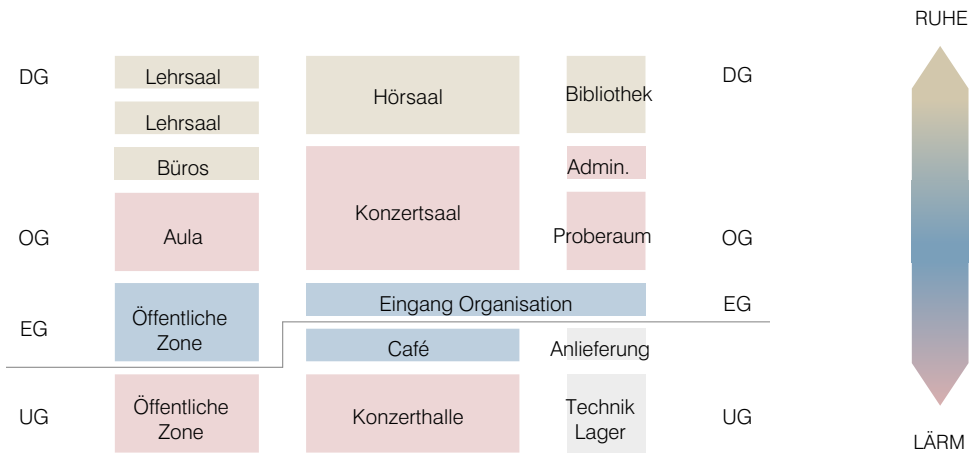 RUHE
DG
Lehrsaal
Hörsaal
Bibliothek
DG
Lehrsaal
Büros
Admin.
OG
Aula
Konzertsaal
Proberaum
OG
Öffentliche
Zone
Eingang Organisation
EG
EG
Café
Anlieferung
UG
Öffentliche
Zone
Konzerthalle
Technik
Lager
UG
LÄRM